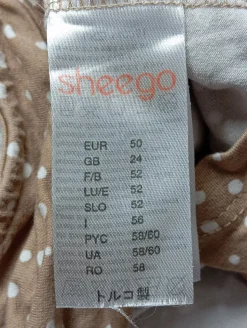 sheego
EUR 50
GB 24
F/B 52
LU/E 52
SLO 52
I 56
PYC 58/60
UA 58/60
RO 58
トルコ製